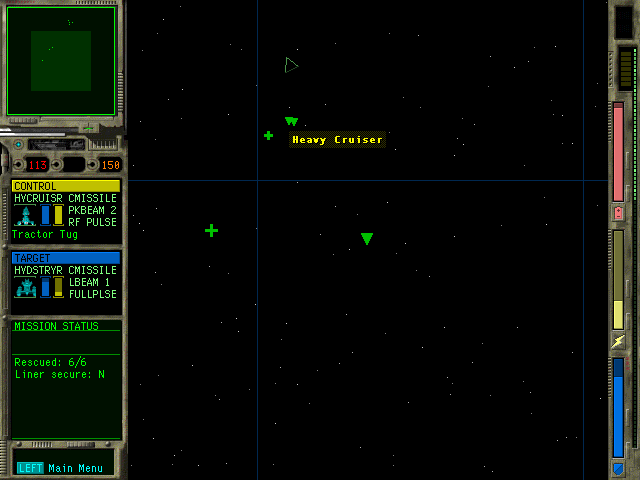 Heavy Cruiser
113 150
CONTROL
HVCRUISR CMISSILE
PKBEAM 2
RF PULSE
Tractor Tug
TARGET
HVDSTRYR CMISSILE
LBEAM 1
FULLPLSE
MISSION STATUS
Rescued: 6/6
Liner secure: N
LEFT Main Menu